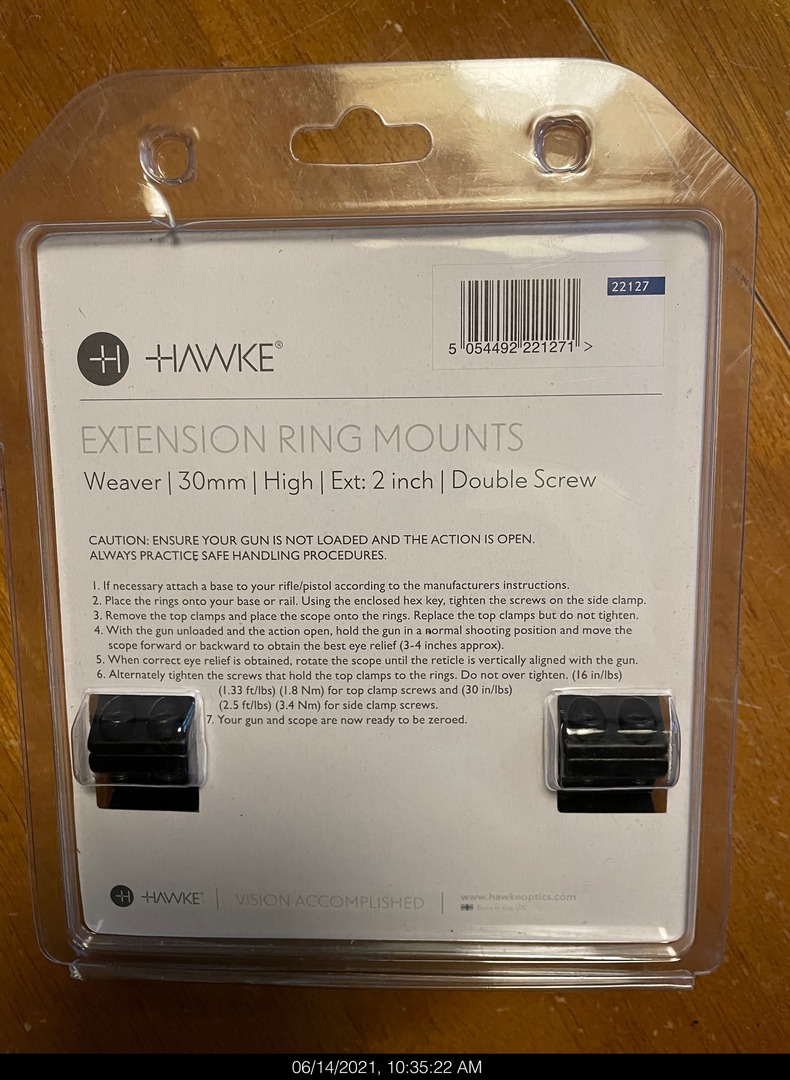 22127
5 054492 221271 >
H HAWKE®
EXTENSION RING MOUNTS
Weaver | 30mm | High | Ext: 2 inch | Double Screw
CAUTION: ENSURE YOUR GUN IS NOT LOADED AND THE ACTION IS OPEN.
ALWAYS PRACTICE SAFE HANDLING PROCEDURES.
1. If necessary attach a base to your rifle/pistol according to the manufacturers instructions.
2. Place the rings onto your base or rail. Using the enclosed hex key, tighten the screws on the side clamp.
3. Remove the top clamps and place the scope onto the rings. Replace the top clamps but do not tighten.
4. With the gun unloaded and the action open, hold the gun in a normal shooting position and move the
scope forward or backward to obtain the best eye relief (3-4 inches approx).
5. When correct eye relief is obtained, rotate the scope until the reticle is vertically aligned with the gun.
6. Alternately tighten the screws that hold the top clamps to the rings. Do not over tighten. (16 in/lbs)
(1.33 ft/lbs) (1.8 Nm) for top clamp screws and (30 in/lbs)
(2.5 ft/lbs) (3.4 Nm) for side clamp screws.
7. Your gun and scope are now ready to be zeroed.
H HAWKE® | VISION ACCOMPLISHED | www.hawkeoptics.com
Born in the UK
06/14/2021, 10:35:22 AM